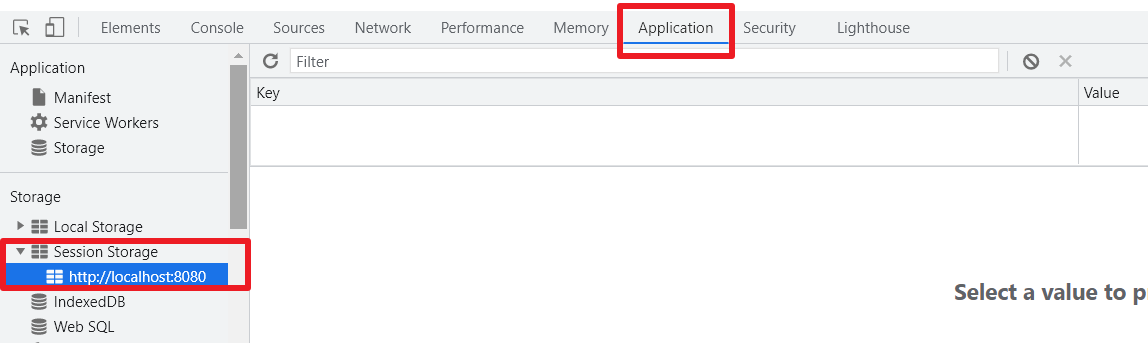 Elements Console Sources Network Performance Memory Application Security Lighthouse
Application
Manifest
Service Workers
Storage
Storage
Local Storage
Session Storage
http://localhost:8080
IndexedDB
Web SQL
Filter
Key Value
Select a value to p